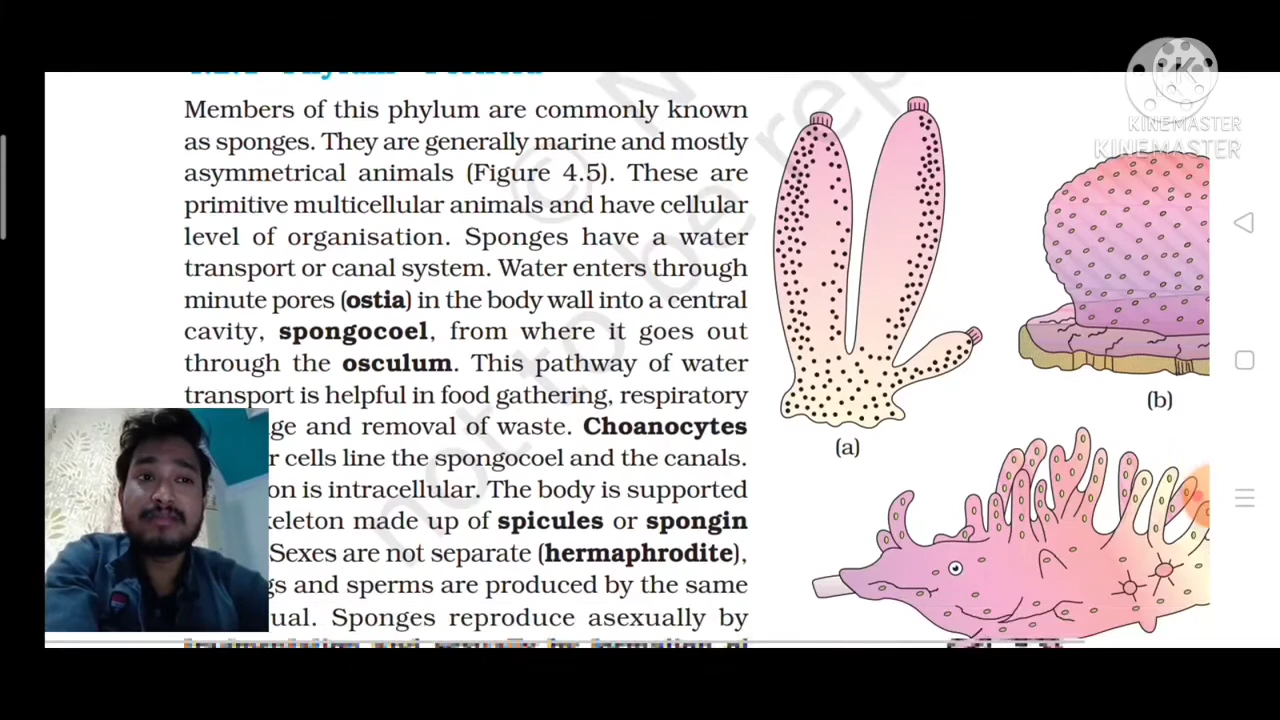 Members of this phylum are commonly known
as sponges. They are generally marine and mostly
asymmetrical animals (Figure 4.5). These are
primitive multicellular animals and have cellular
level of organisation. Sponges have a water
transport or canal system. Water enters through
minute pores (ostia) in the body wall into a central
cavity, spongocoel, from where it goes out
through the osculum. This pathway of water
transport is helpful in food gathering, respiratory
ge and removal of waste. Choanocytes
r cells line the spongocoel and the canals.
on is intracellular. The body is supported
keleton made up of spicules or spongin
Sexes are not separate (hermaphrodite),
gs and sperms are produced by the same
ual. Sponges reproduce asexually by
(a)
(b)
not to be rep
©
KINEMASTER
KINEMASTER